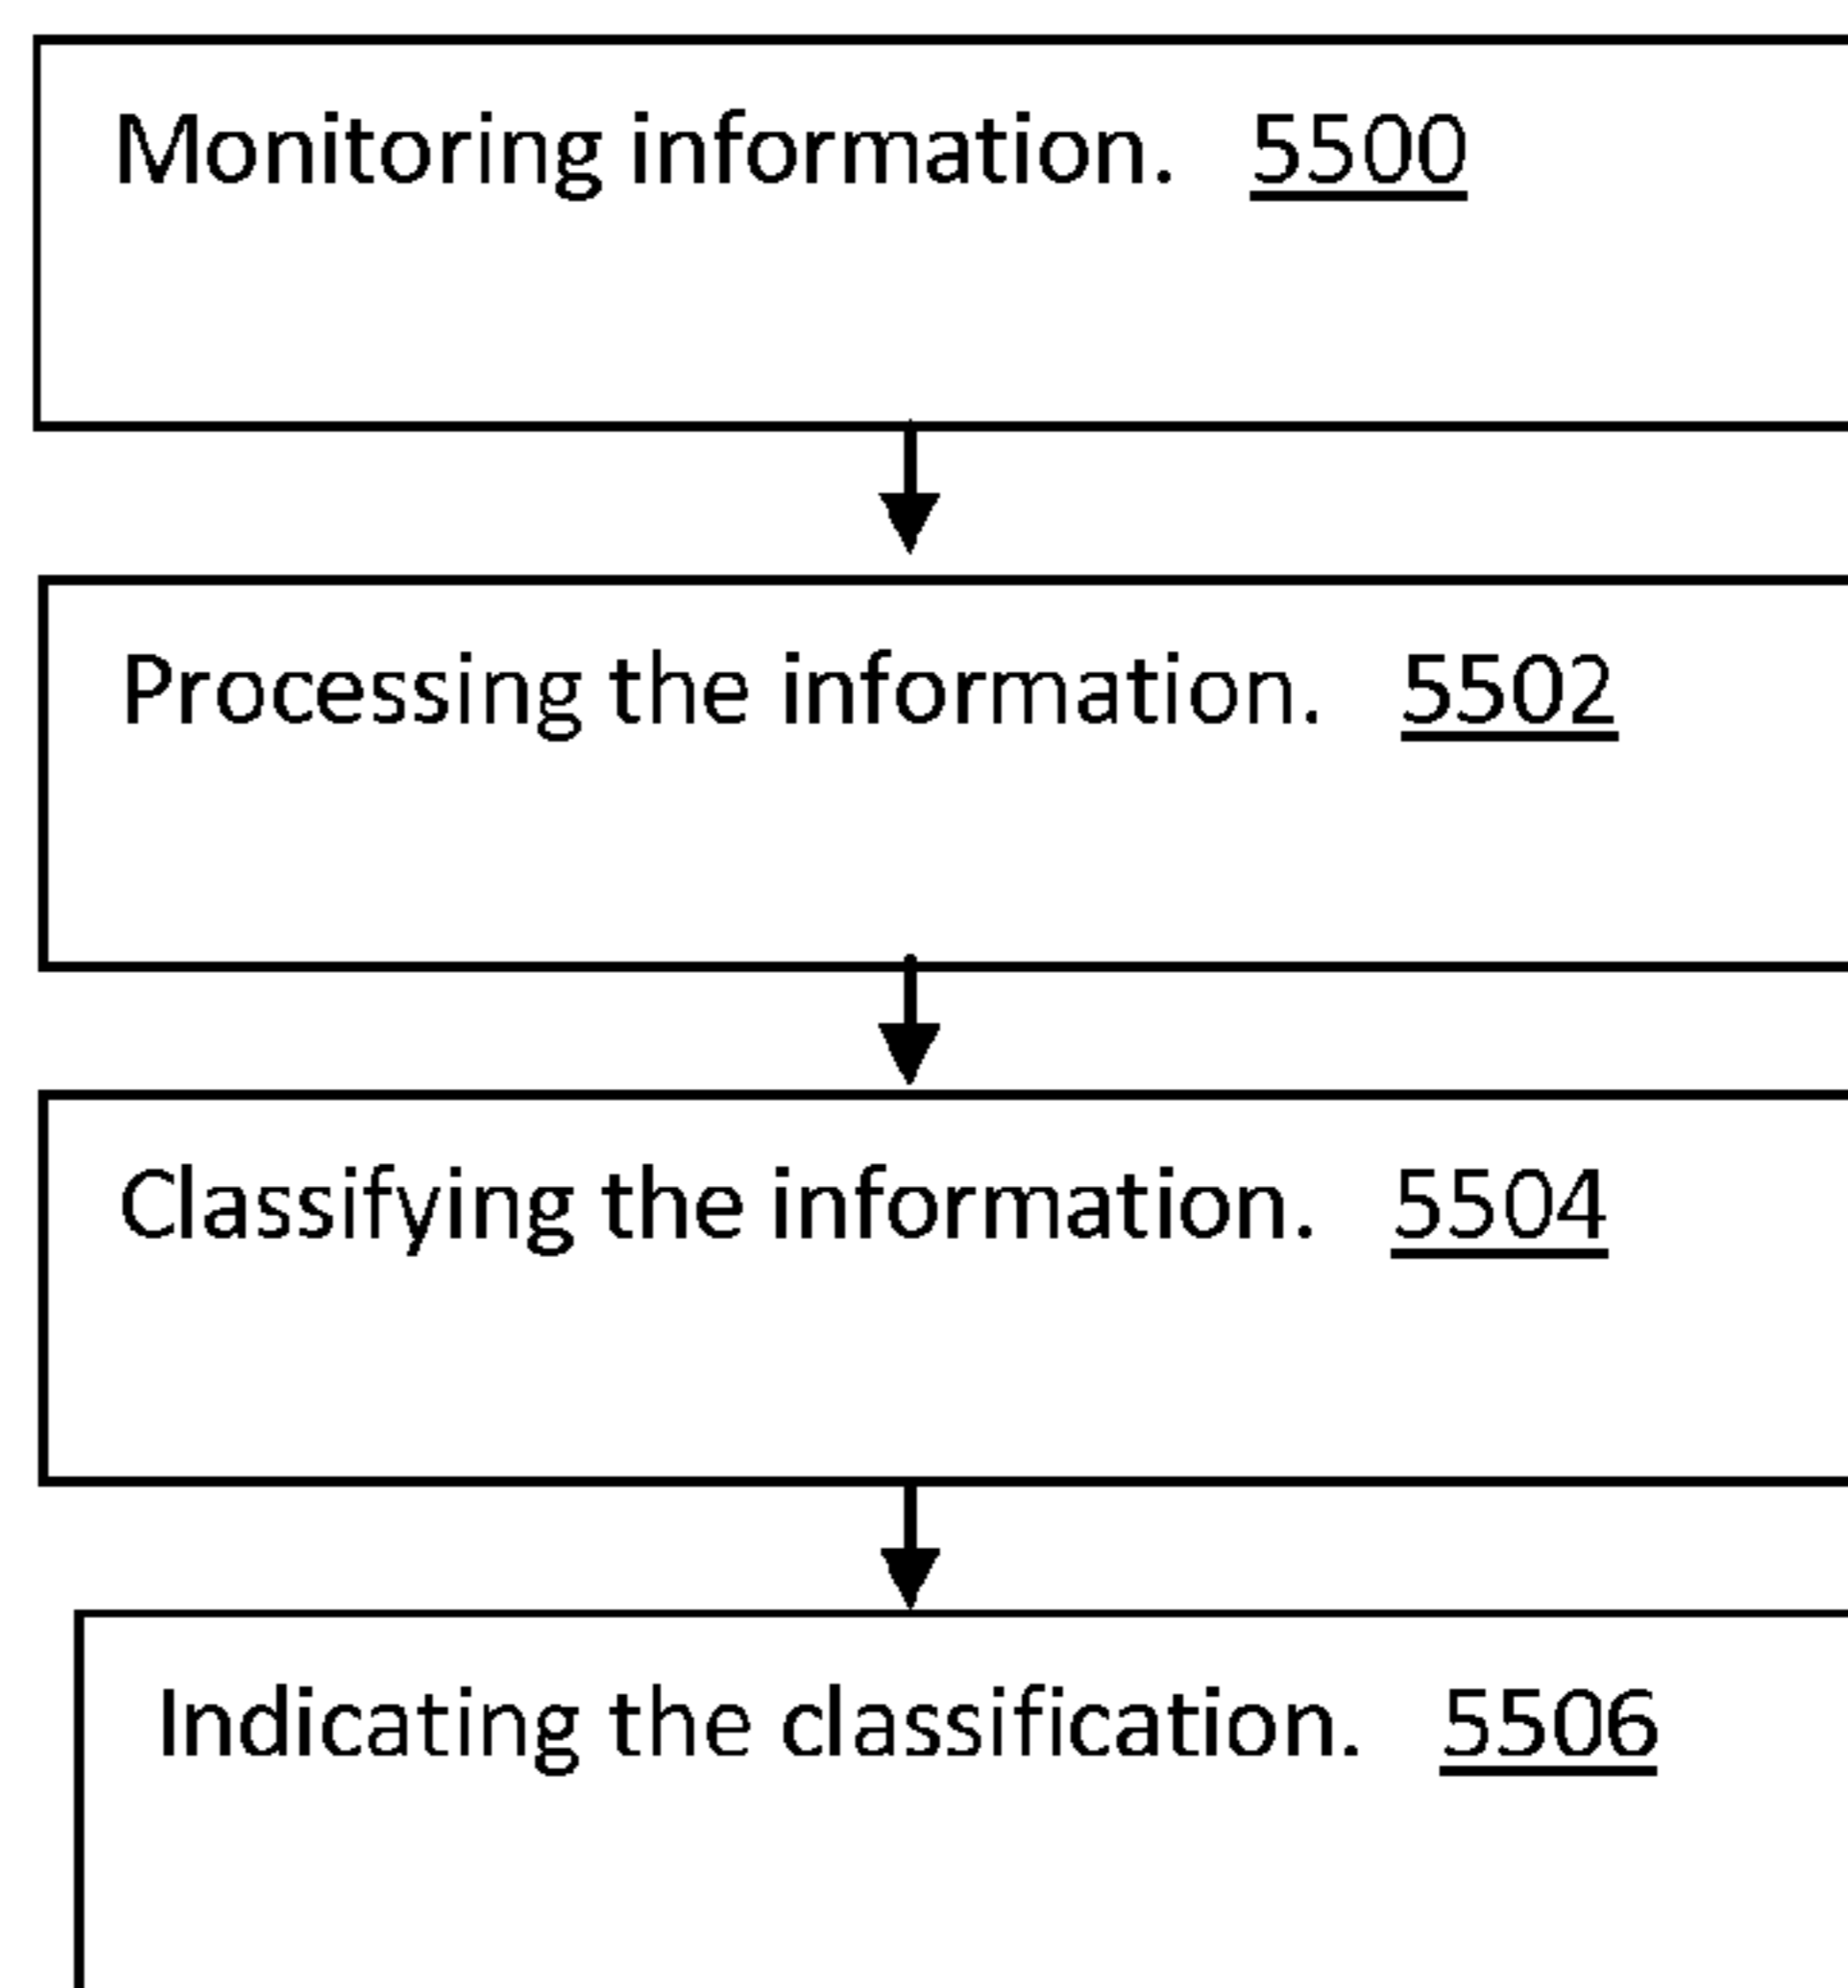 Monitoring information. 5500
Processing the information. 5502
Classifying the information. 5504
Indicating the classification. 5506